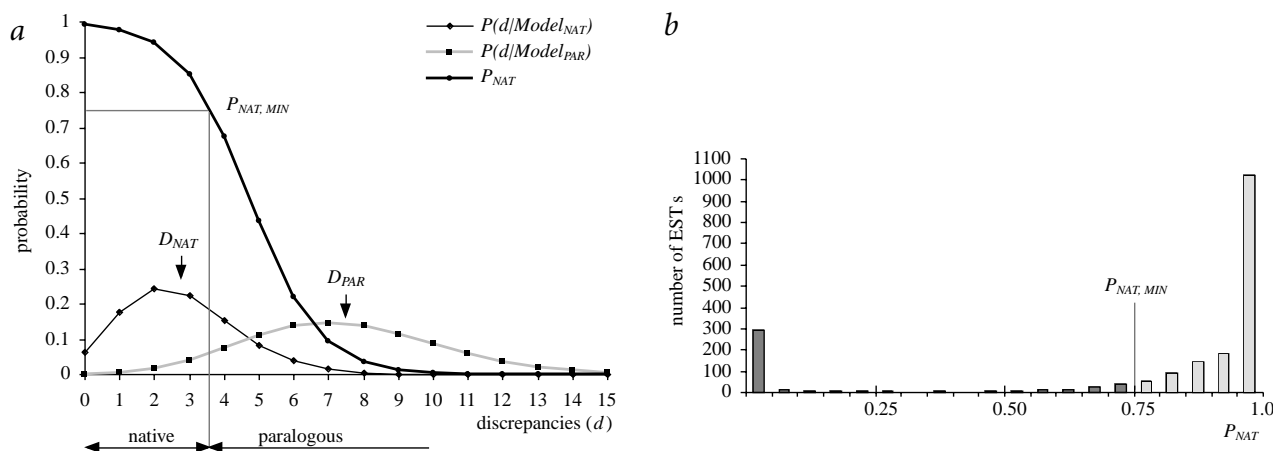 a
1
0.9
0.8
0.7
0.6
0.5
0.4
0.3
0.2
0.1
0
probability
P(d/Model_NAT)
P(d/Model_PAR)
P_NAT
P_NAT, MIN
D_NAT
D_PAR
0 1 2 3 4 5 6 7 8 9 10 11 12 13 14 15
discrepancies (d)
native paralogous
b
1100
1000
900
800
700
600
500
400
300
200
100
0
number of EST s
P_NAT, MIN
0.25 0.50 0.75 1.0
P_NAT